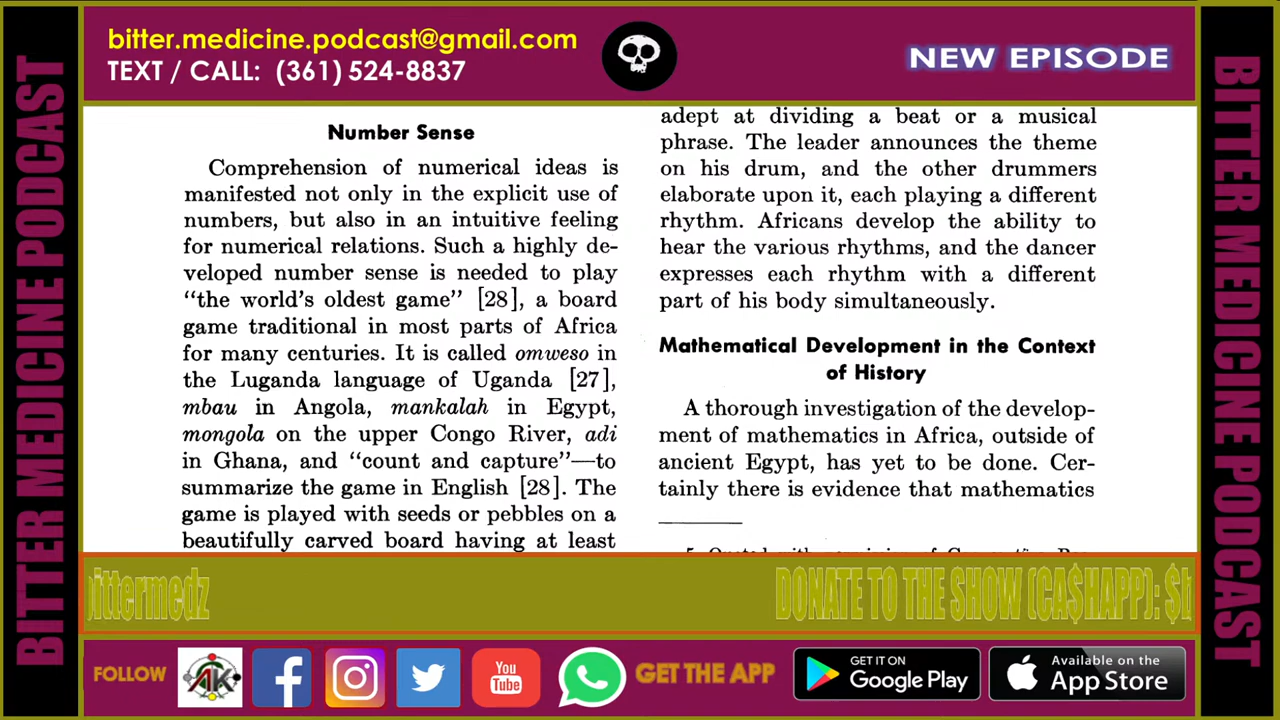 bitter.medicine.podcast@gmail.com
TEXT / CALL: (361) 524-8837
NEW EPISODE
BITTER MEDICINE PODCAST
Number Sense
Comprehension of numerical ideas is
manifested not only in the explicit use of
numbers, but also in an intuitive feeling
for numerical relations. Such a highly de-
veloped number sense is needed to play
“the world’s oldest game” [28], a board
game traditional in most parts of Africa
for many centuries. It is called omweso in
the Luganda language of Uganda [27],
mbau in Angola, mankalah in Egypt,
mongola on the upper Congo River, adi
in Ghana, and “count and capture”—to
summarize the game in English [28]. The
game is played with seeds or pebbles on a
beautifully carved board having at least
adept at dividing a beat or a musical
phrase. The leader announces the theme
on his drum, and the other drummers
elaborate upon it, each playing a different
rhythm. Africans develop the ability to
hear the various rhythms, and the dancer
expresses each rhythm with a different
part of his body simultaneously.
Mathematical Development in the Context
of History
A thorough investigation of the develop-
ment of mathematics in Africa, outside of
ancient Egypt, has yet to be done. Cer-
tainly there is evidence that mathematics
BITTER MEDICINE PODCAST
bittermedz
DONATE TO THE SHOW (CA$HAPP): $b
FOLLOW
ATK
You
Tube
GET THE APP
GET IT ON
Google Play
Available on the
App Store